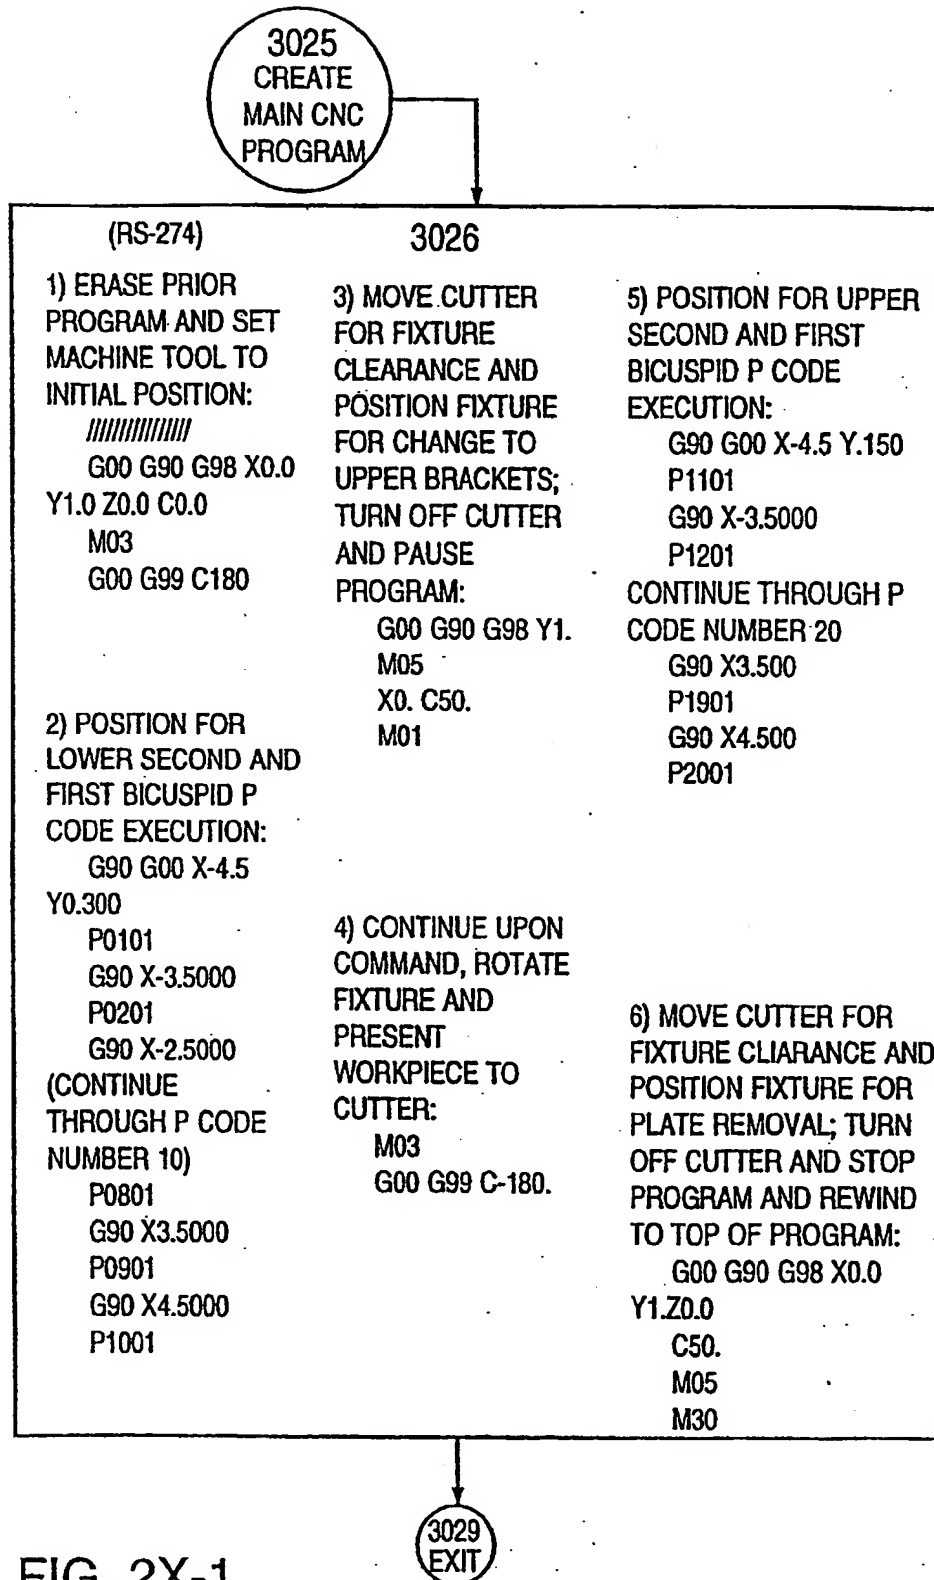 3025
CREATE
MAIN CNC
PROGRAM
(RS-274)
3026
1) ERASE PRIOR
PROGRAM AND SET
MACHINE TOOL TO
INITIAL POSITION:
///////////////
G00 G90 G98 X0.0
Y1.0 Z0.0 C0.0
M03
G00 G99 C180
2) POSITION FOR
LOWER SECOND AND
FIRST BICUSPID P
CODE EXECUTION:
G90 G00 X-4.5
Y0.300
P0101
G90 X-3.5000
P0201
G90 X-2.5000
(CONTINUE
THROUGH P CODE
NUMBER 10)
P0801
G90 X3.5000
P0901
G90 X4.5000
P1001
3) MOVE CUTTER
FOR FIXTURE
CLEARANCE AND
POSITION FIXTURE
FOR CHANGE TO
UPPER BRACKETS;
TURN OFF CUTTER
AND PAUSE
PROGRAM:
G00 G90 G98 Y1.
M05
X0. C50.
M01
4) CONTINUE UPON
COMMAND, ROTATE
FIXTURE AND
PRESENT
WORKPIECE TO
CUTTER:
M03
G00 G99 C-180.
5) POSITION FOR UPPER
SECOND AND FIRST
BICUSPID P CODE
EXECUTION:
G90 G00 X-4.5 Y.150
P1101
G90 X-3.5000
P1201
CONTINUE THROUGH P
CODE NUMBER 20
G90 X3.500
P1901
G90 X4.500
P2001
6) MOVE CUTTER FOR
FIXTURE CLIARANCE AND
POSITION FIXTURE FOR
PLATE REMOVAL; TURN
OFF CUTTER AND STOP
PROGRAM AND REWIND
TO TOP OF PROGRAM:
G00 G90 G98 X0.0
Y1.Z0.0
C50.
M05
M30
3029
EXIT
FIG. 2X-1